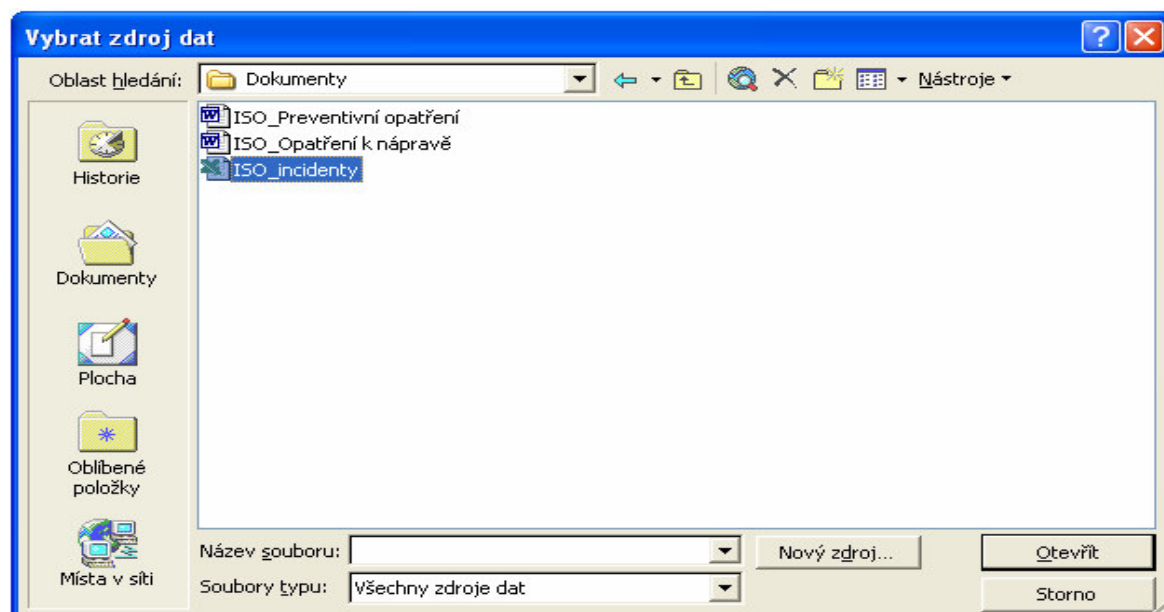 Vybrat zdroj dat
Oblast hledání: Dokumenty Nástroje
ISO_Preventivní opatření
ISO_Opatření k nápravě
ISO_incidenty
Historie
Dokumenty
Plocha
Oblíbené
položky
Místa v síti
Název souboru: Nový zdroj... Otevřít
Soubory typu: Všechny zdroje dat Storno